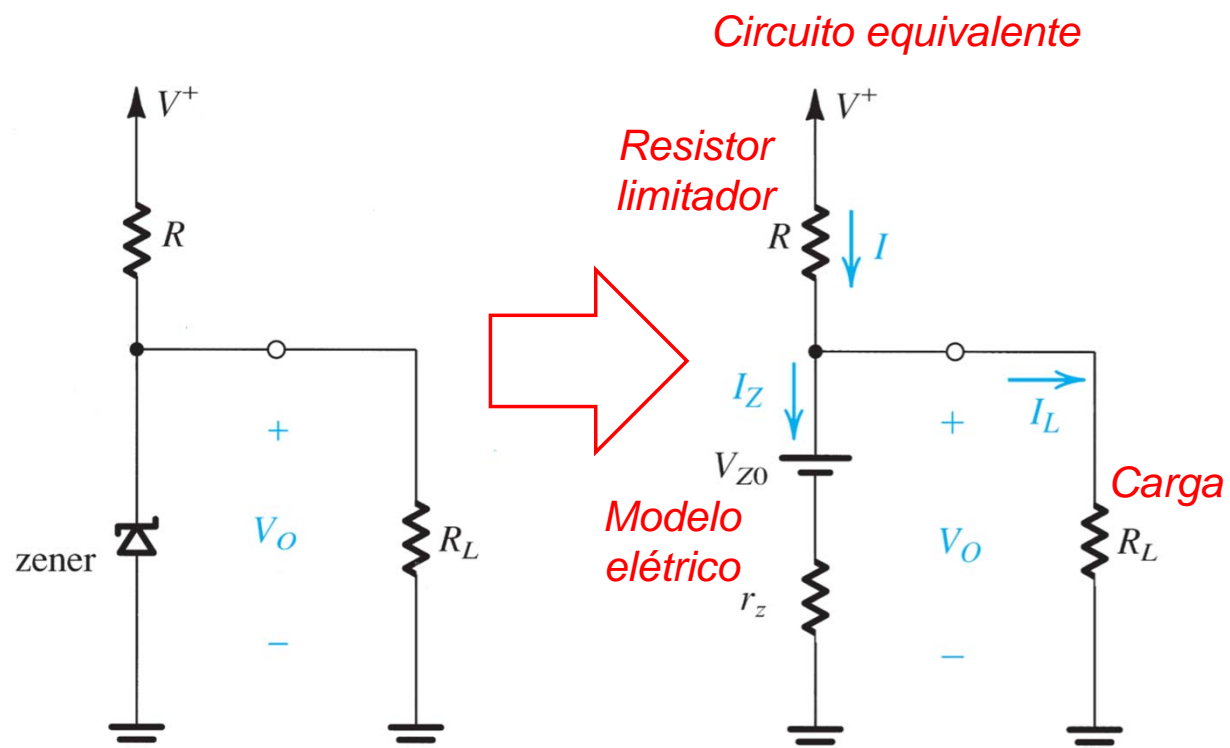 Circuito equivalente
V+
R
zener
+
VO
−
RL
V+
Resistor
limitador
R
I
IZ
IL
VZ0
Modelo
elétrico
rz
+
VO
−
Carga
RL